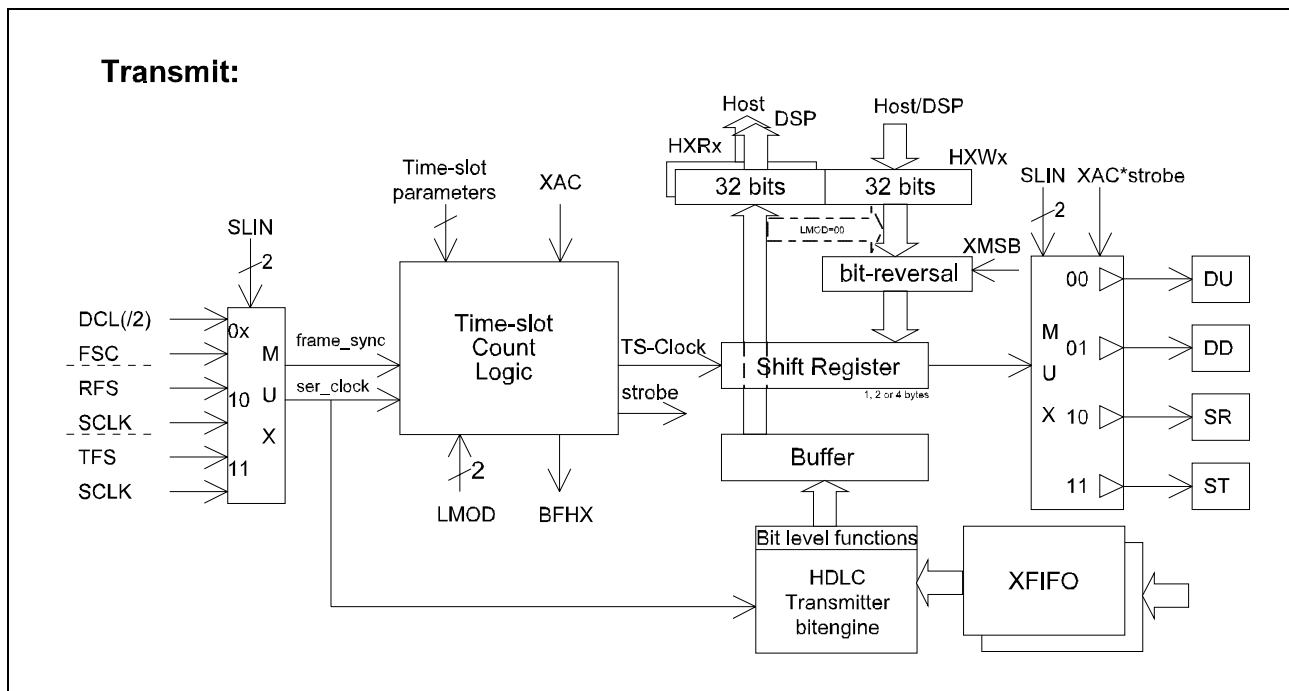 Transmit:
Host
DSP
Host/DSP
HXRx
HXWx
32 bits
32 bits
Time-slot
parameters
XAC
SLIN
XAC*strobe
2
LMOD=00
SLIN
2
XMSB
bit-reversal
00
DU
DCL(/2)
0x
FSC
M
frame_sync
Time-slot
Count
Logic
TS-Clock
Shift Register
1, 2 or 4 bytes
M
01
DD
RFS
10
U
ser_clock
strobe
U
SCLK
X
X
10
SR
TFS
11
SCLK
2
LMOD
BFHX
Buffer
11
ST
Bit level functions
HDLC
Transmitter
bitengine
XFIFO